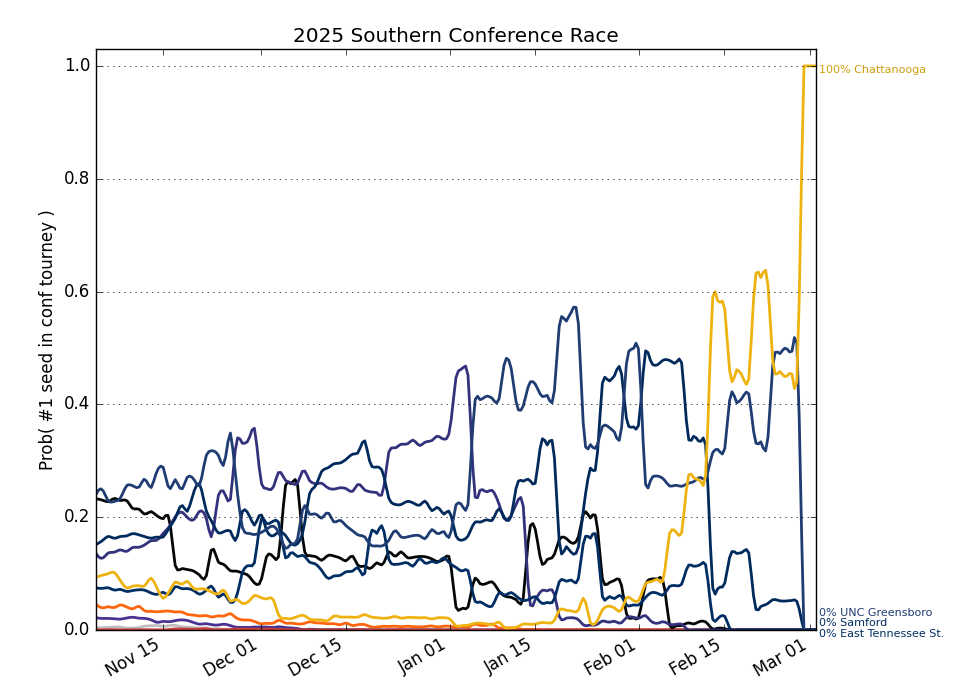 2025 Southern Conference Race
Prob( #1 seed in conf tourney )
1.0
0.8
0.6
0.4
0.2
0.0
100% Chattanooga
0% UNC Greensboro
0% Samford
0% East Tennessee St.
Nov 15
Dec 01
Dec 15
Jan 01
Jan 15
Feb 01
Feb 15
Mar 01